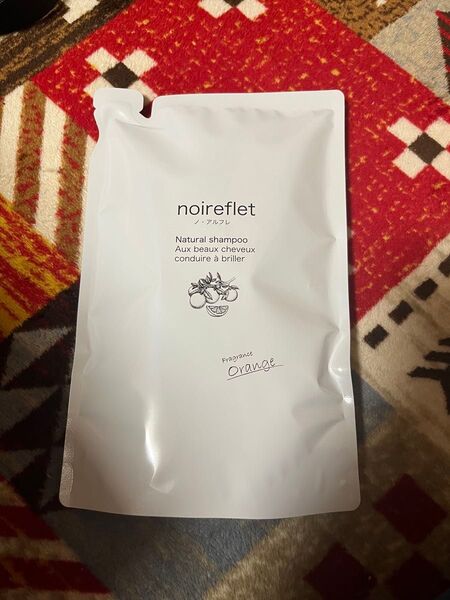 noireflet
ノ・アルフレ
Natural shampoo
Aux beaux cheveux
conduire à briller
Fragrance
Orange